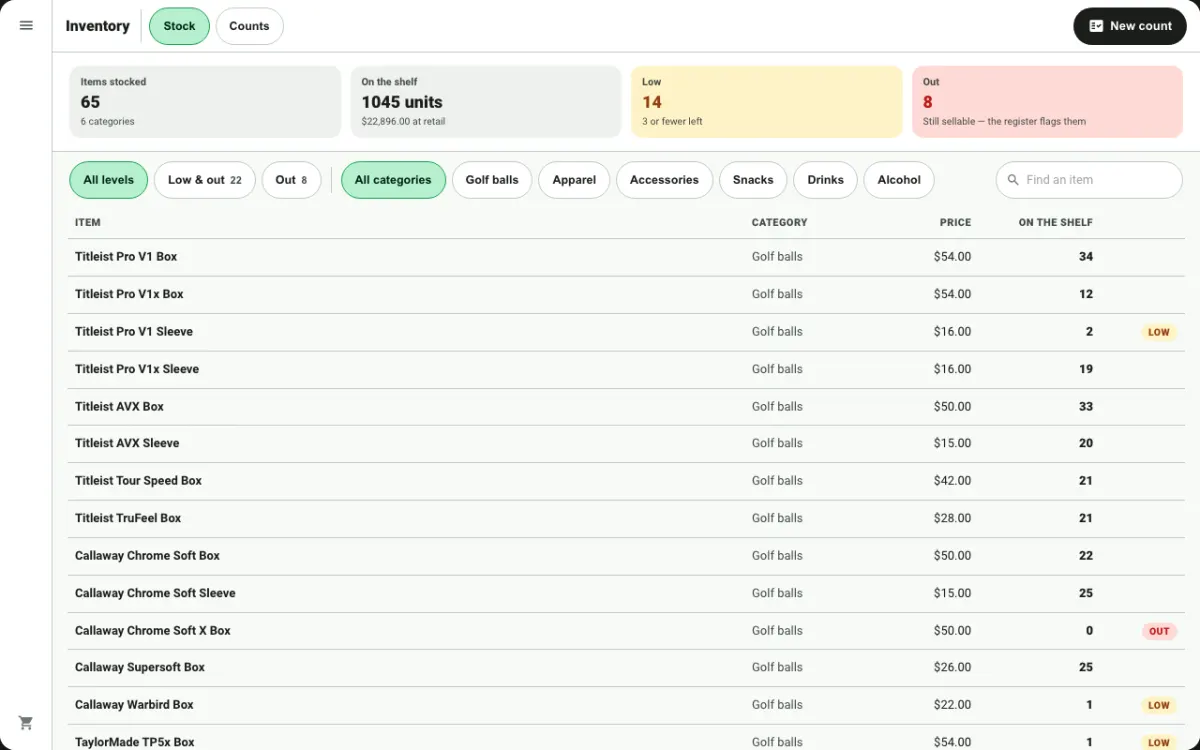 Inventory
Stock
Counts
New count
Items stocked
65
6 categories
On the shelf
1045 units
$22,896.00 at retail
Low
14
3 or fewer left
Out
8
Still sellable — the register flags them
All levels
Low & out 22
Out 8
All categories
Golf balls
Apparel
Accessories
Snacks
Drinks
Alcohol
Find an item
ITEM CATEGORY PRICE ON THE SHELF
Titleist Pro V1 Box Golf balls $54.00 34
Titleist Pro V1x Box Golf balls $54.00 12
Titleist Pro V1 Sleeve Golf balls $16.00 2 LOW
Titleist Pro V1x Sleeve Golf balls $16.00 19
Titleist AVX Box Golf balls $50.00 33
Titleist AVX Sleeve Golf balls $15.00 20
Titleist Tour Speed Box Golf balls $42.00 21
Titleist TruFeel Box Golf balls $28.00 21
Callaway Chrome Soft Box Golf balls $50.00 22
Callaway Chrome Soft Sleeve Golf balls $15.00 25
Callaway Chrome Soft X Box Golf balls $50.00 0 OUT
Callaway Supersoft Box Golf balls $26.00 25
Callaway Warbird Box Golf balls $22.00 1 LOW
TaylorMade TP5x Box Golf balls $54.00 1 LOW